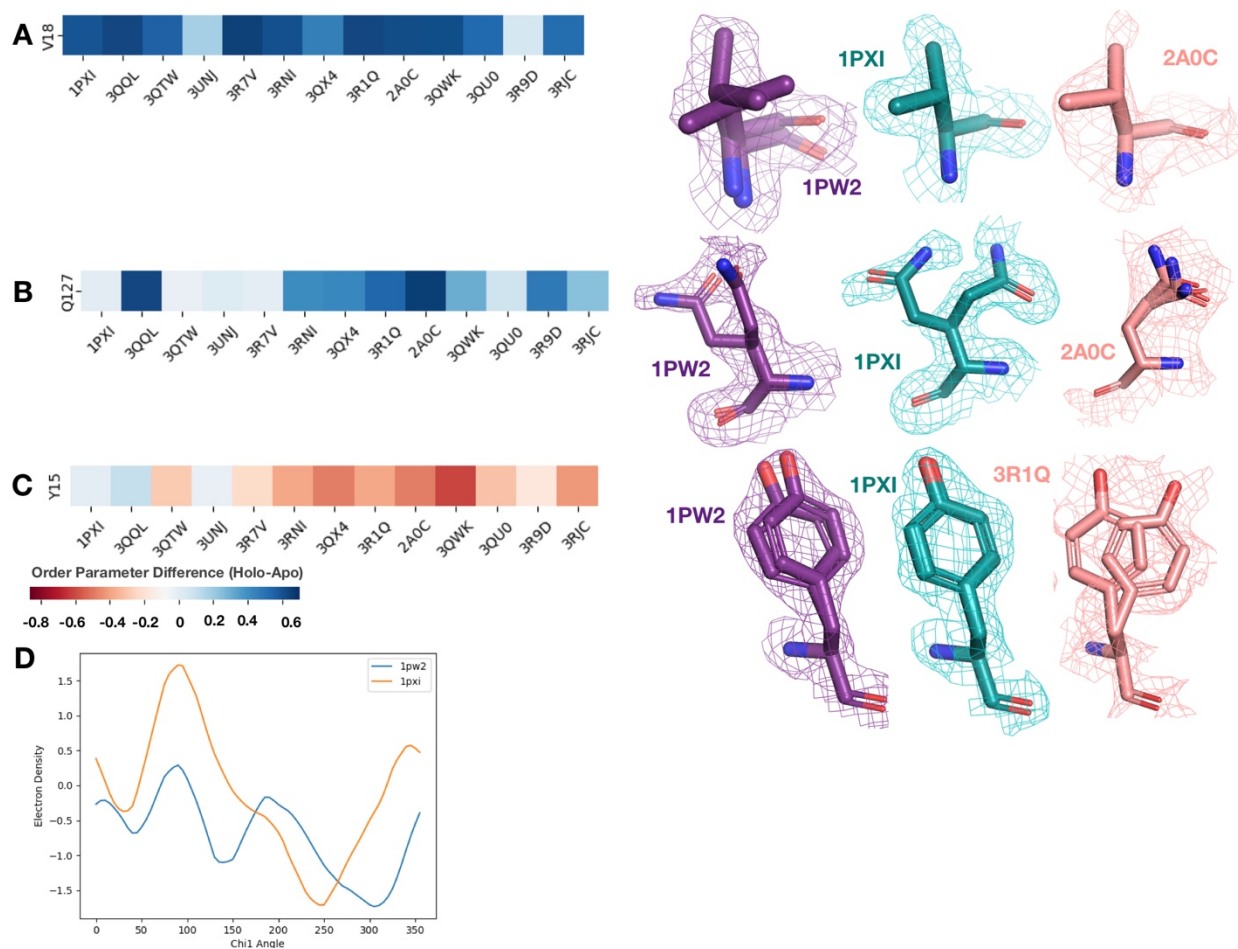 A
V18
1PXI 3QQL 3QTW 3UNJ 3R7V 3RNI 3QX4 3R1Q 2A0C 3QWK 3QU0 3R9D 3RJC
1PW2
1PXI
2A0C
B
Q127
1PXI 3QQL 3QTW 3UNJ 3R7V 3RNI 3QX4 3R1Q 2A0C 3QWK 3QU0 3R9D 3RJC
1PW2
1PXI
2A0C
C
Y15
1PXI 3QQL 3QTW 3UNJ 3R7V 3RNI 3QX4 3R1Q 2A0C 3QWK 3QU0 3R9D 3RJC
1PW2
1PXI
3R1Q
Order Parameter Difference (Holo-Apo)
-0.8 -0.6 -0.4 -0.2 0 0.2 0.4 0.6
D
1pw2
1pxi
Electron Density
1.5
1.0
0.5
0.0
−0.5
−1.0
−1.5
0 50 100 150 200 250 300 350
Chi1 Angle